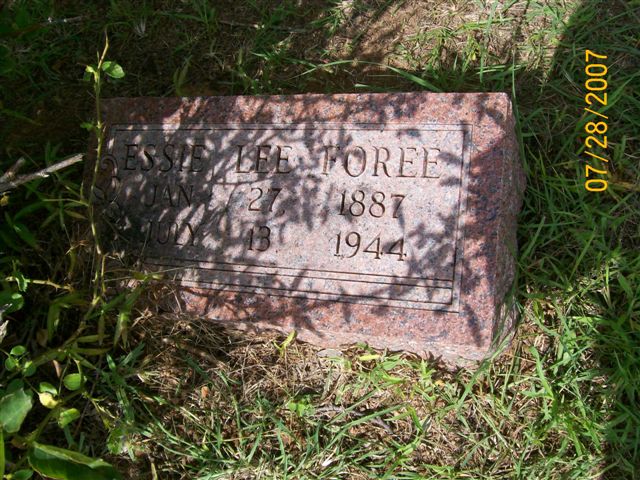 ESSIE LEE FOREE
JAN. 27, 1887
JULY 13 1944
07/28/2007